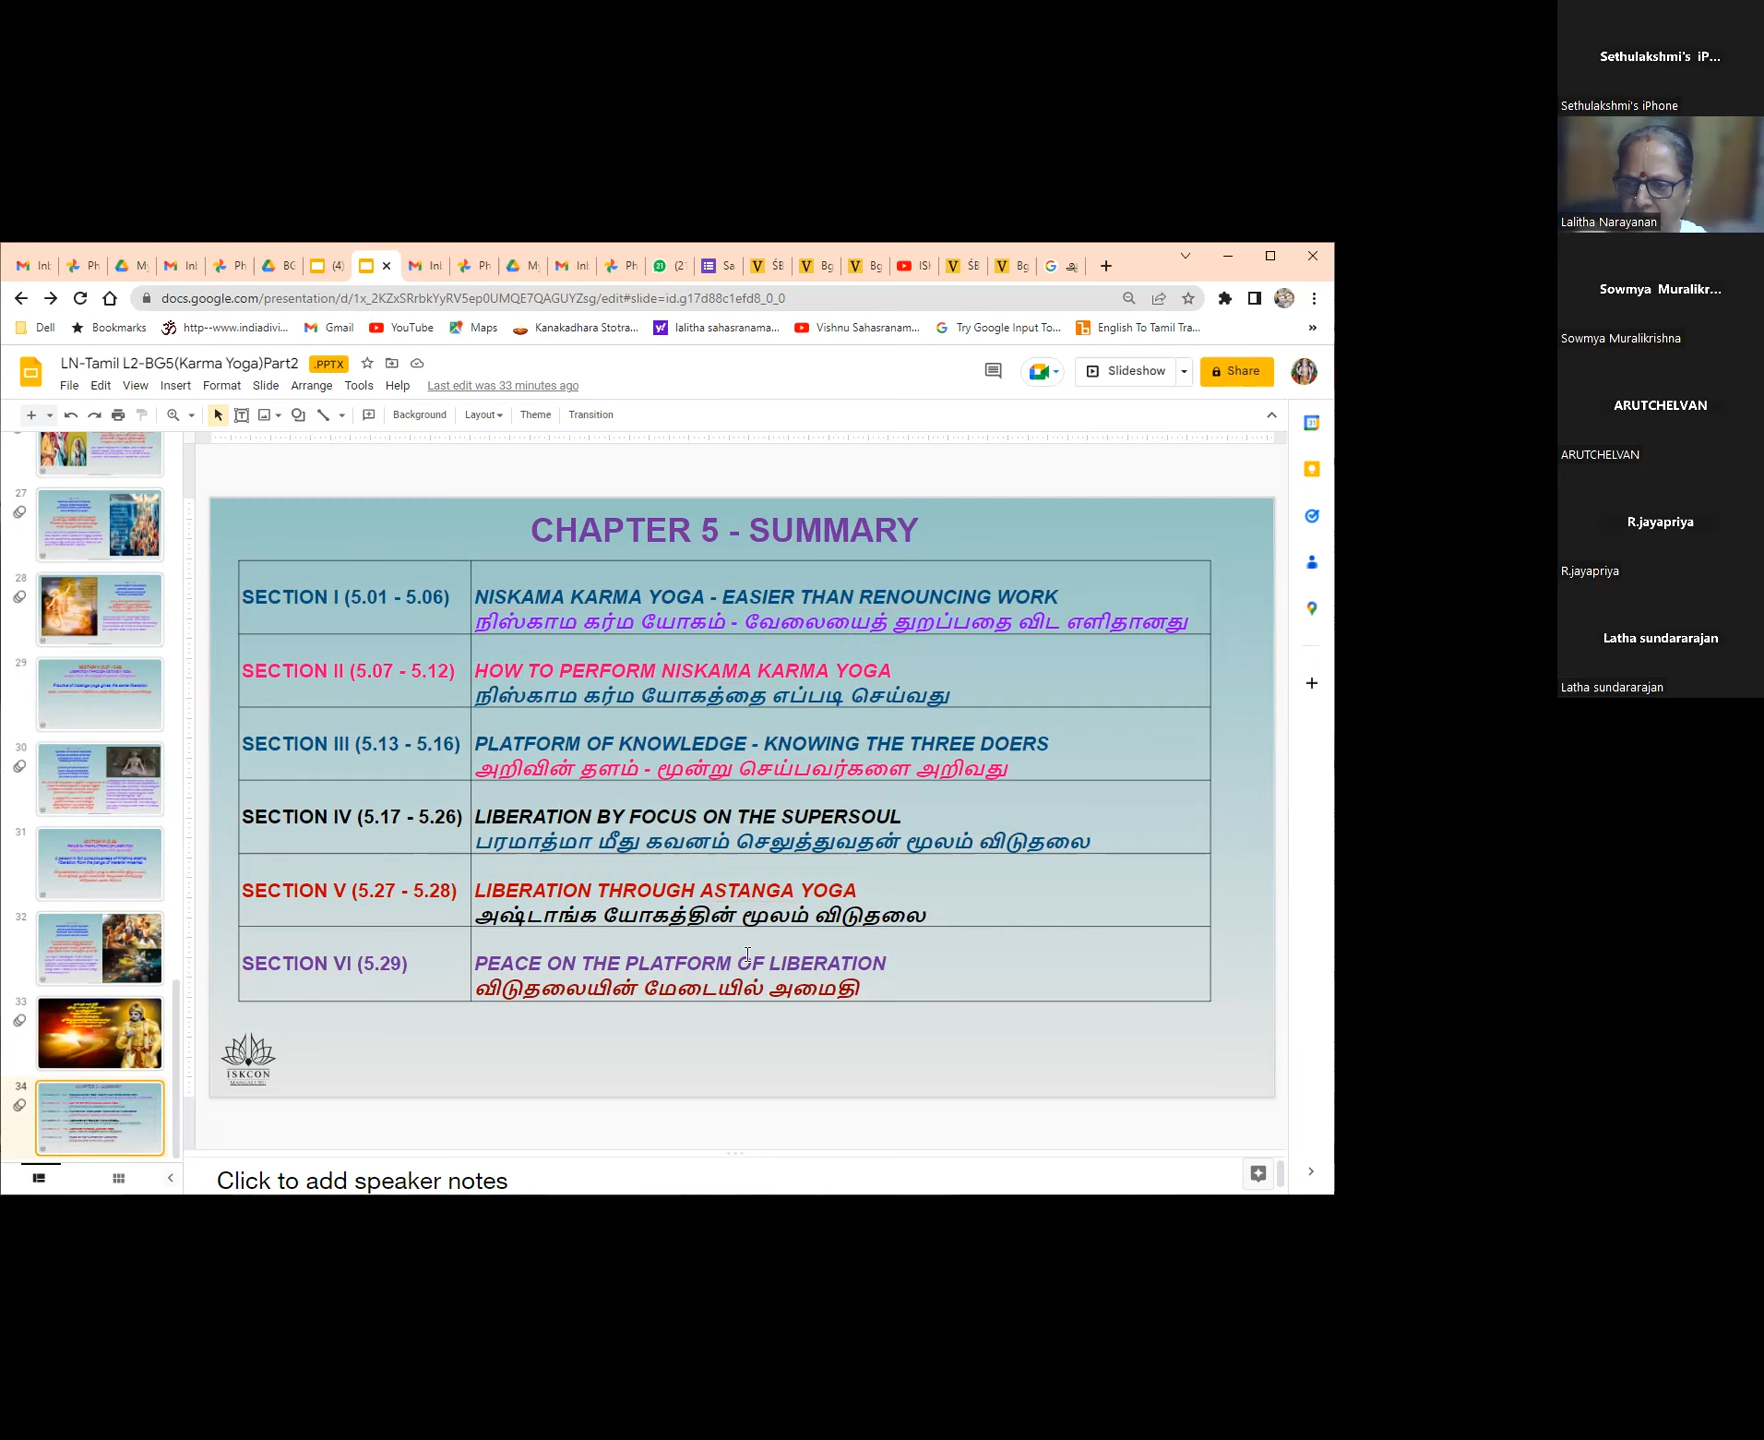 Sethulakshmi's iP...
Sethulakshmi's iPhone
Lalitha Narayanan
Sowmya Muralikr...
Sowmya Muralikrishna
ARUTCHELVAN
ARUTCHELVAN
R.jayapriya
R.jayapriya
Latha sundararajan
Latha sundararajan
docs.google.com/presentation/d/1x_2KZxSRrbkYyRV5ep0UMQE7QAGUYZsg/edit#slide=id.g17d88c1efd8_0_0
Dell Bookmarks http--www.indiadivi... Gmail YouTube Maps Kanakadhara Stotra... lalitha sahasranama... Vishnu Sahasranam... Try Google Input To... English To Tamil Tra...
LN-Tamil L2-BG5(Karma Yoga)Part2 .PPTX
Slideshow Share
File Edit View Insert Format Slide Arrange Tools Help Last edit was 33 minutes ago
Background Layout Theme Transition
27
28
29
30
31
32
33
34
CHAPTER 5 - SUMMARY
SECTION I (5.01 - 5.06) NISKAMA KARMA YOGA - EASIER THAN RENOUNCING WORK
நிஸ்காம கர்ம யோகம் - வேலையைத் துறப்பதை விட எளிதானது
SECTION II (5.07 - 5.12) HOW TO PERFORM NISKAMA KARMA YOGA
நிஸ்காம கர்ம யோகத்தை எப்படி செய்வது
SECTION III (5.13 - 5.16) PLATFORM OF KNOWLEDGE - KNOWING THE THREE DOERS
அறிவின் தளம் - மூன்று செய்பவர்களை அறிவது
SECTION IV (5.17 - 5.26) LIBERATION BY FOCUS ON THE SUPERSOUL
பரமாத்மா மீது கவனம் செலுத்துவதன் மூலம் விடுதலை
SECTION V (5.27 - 5.28) LIBERATION THROUGH ASTANGA YOGA
அஷ்டாங்க யோகத்தின் மூலம் விடுதலை
SECTION VI (5.29) PEACE ON THE PLATFORM OF LIBERATION
விடுதலையின் மேடையில் அமைதி
ISKCON
MANGALURU
Click to add speaker notes